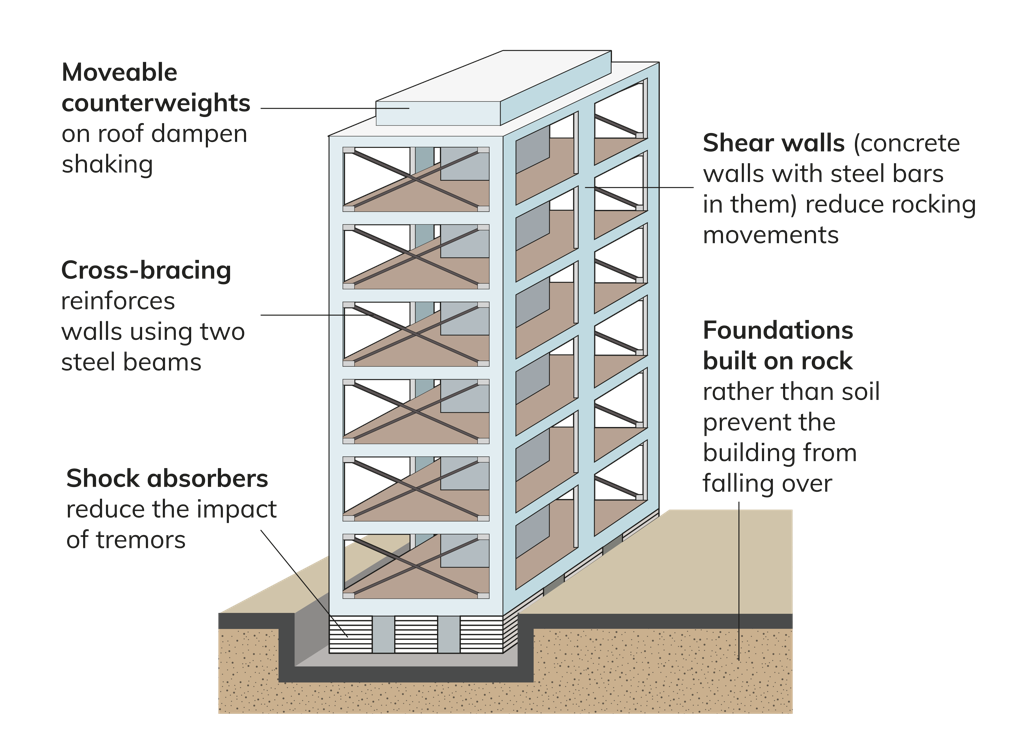 Moveable
counterweights
on roof dampen
shaking
Cross-bracing
reinforces
walls using two
steel beams
Shock absorbers
reduce the impact
of tremors
Shear walls (concrete
walls with steel bars
in them) reduce rocking
movements
Foundations
built on rock
rather than soil
prevent the
building from
falling over